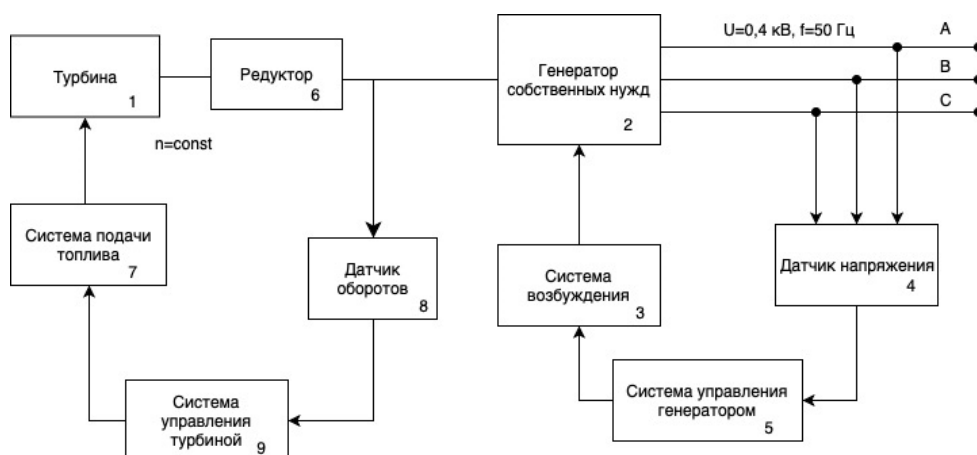 U=0,4 кВ, f=50 Гц
A
Турбина
1
Редуктор
6
Генератор
собственных нужд
2
B
C
n=const
Система подачи
топлива
7
Датчик
оборотов
8
Система
возбуждения
3
Датчик напряжения
4
Система
управления
турбиной
9
Система управления
генератором
5